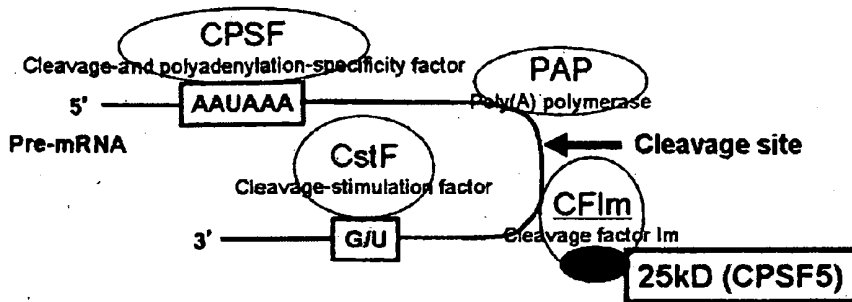 CPSF
Cleavage-and polyadenylation-specificity factor
PAP
Poly(A) polymerase
5' AAUAAA
Pre-mRNA
Cleavage site
CstF
Cleavage-stimulation factor
CFIm
Cleavage factor Im
3' G/U
25kD (CPSF5)